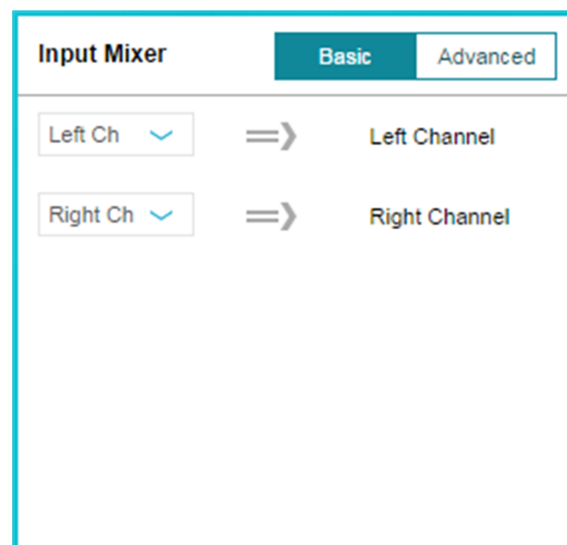 Input Mixer Basic Advanced
Left Ch Left Channel
Right Ch Right Channel